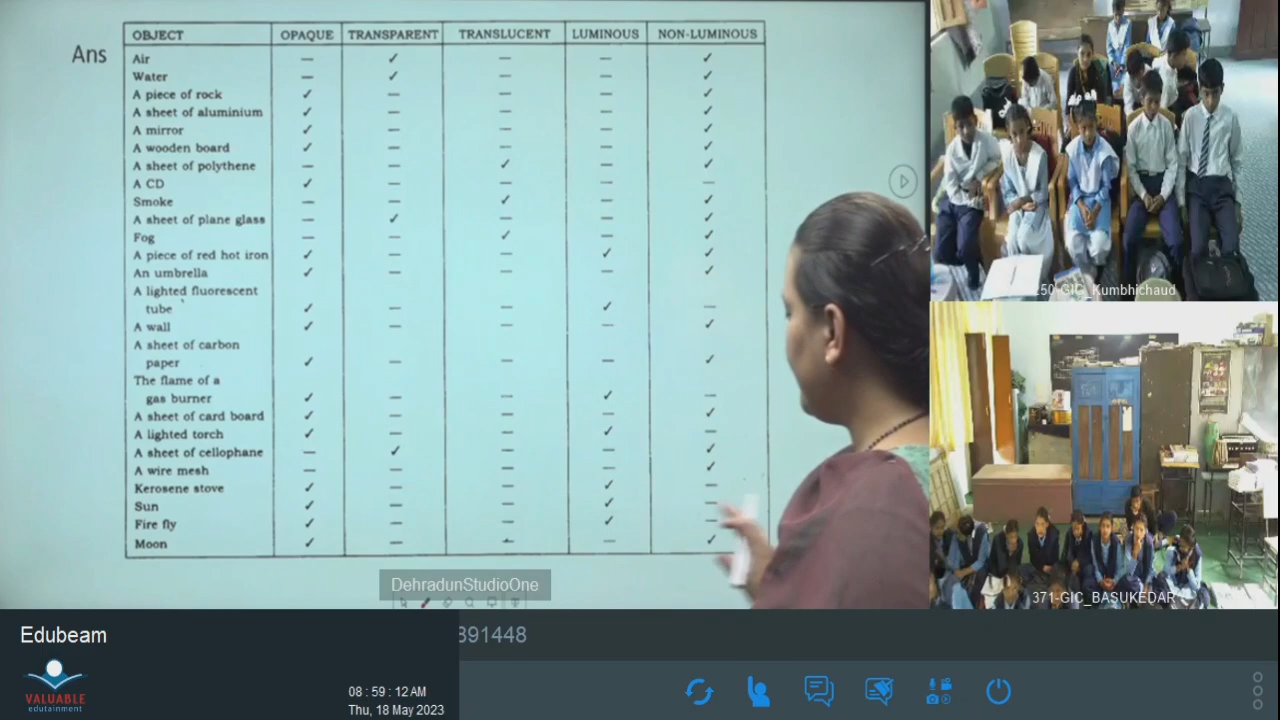 Ans
OBJECT OPAQUE TRANSPARENT TRANSLUCENT LUMINOUS NON-LUMINOUS
Air — ✓ — — ✓
Water — ✓ — — ✓
A piece of rock ✓ — — — ✓
A sheet of aluminium ✓ — — — ✓
A mirror ✓ — — — ✓
A wooden board ✓ — — — ✓
A sheet of polythene — — ✓ — ✓
A CD ✓ — — — —
Smoke — — ✓ — ✓
A sheet of plane glass — ✓ — — ✓
Fog — — ✓ — ✓
A piece of red hot iron ✓ — — ✓ ✓
An umbrella ✓ — — — ✓
A lighted fluorescent
tube ✓ — — ✓ —
A wall ✓ — — — ✓
A sheet of carbon
paper ✓ — — — ✓
The flame of a
gas burner ✓ — — ✓ —
A sheet of card board ✓ — — — ✓
A lighted torch ✓ — — ✓ —
A sheet of cellophane — ✓ — — ✓
A wire mesh — — — — ✓
Kerosene stove ✓ — — ✓ —
Sun ✓ — — ✓ —
Fire fly ✓ — — ✓ —
Moon ✓ — — — ✓
DehradunStudioOne
50-GIC_Kumbhichaud
371-GIC_BASUKEDAR
Edubeam
391448
VALUABLE
edutainment
08 : 59 : 12 AM
Thu, 18 May 2023